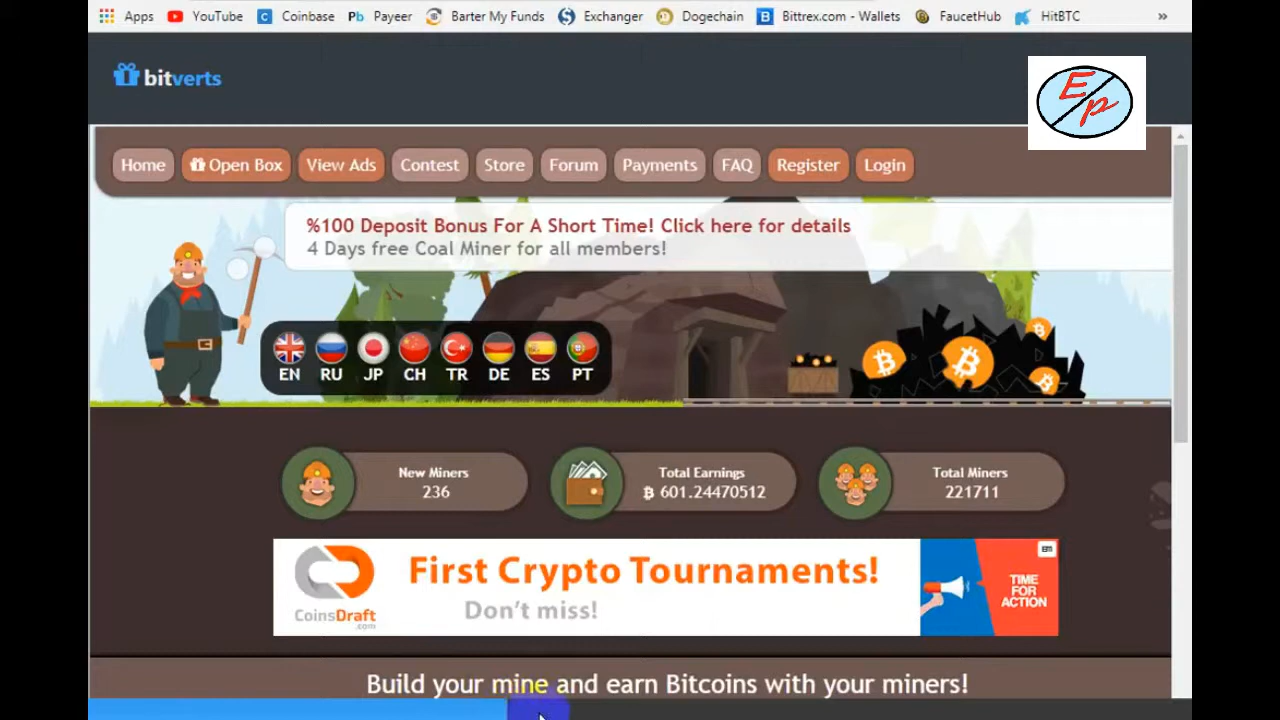 Apps YouTube Coinbase Payeer Barter My Funds Exchanger Dogechain Bittrex.com - Wallets FaucetHub HitBTC »
bitverts
Ep
Home Open Box View Ads Contest Store Forum Payments FAQ Register Login
%100 Deposit Bonus For A Short Time! Click here for details
4 Days free Coal Miner for all members!
EN RU JP CH TR DE ES PT
New Miners Total Earnings Total Miners
236 ₿ 601.24470512 221711
First Crypto Tournaments!
Don't miss!
CoinsDraft
.com
TIME
FOR
ACTION
Build your mine and earn Bitcoins with your miners!